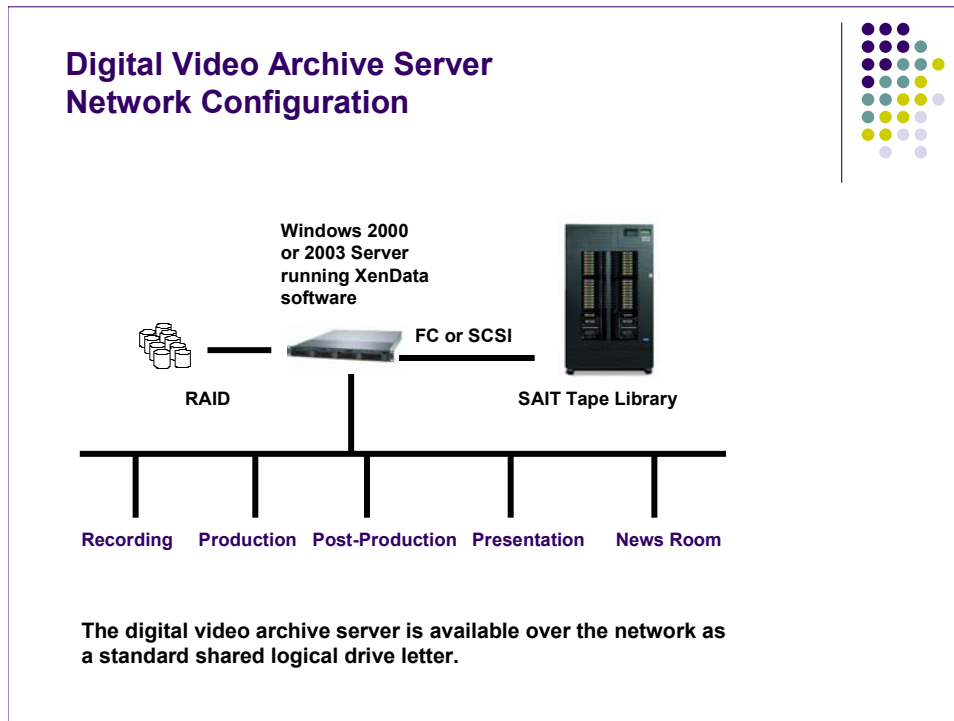 Digital Video Archive Server
Network Configuration
Windows 2000
or 2003 Server
running XenData
software
FC or SCSI
RAID
SAIT Tape Library
Recording
Production
Post-Production
Presentation
News Room
The digital video archive server is available over the network as
a standard shared logical drive letter.